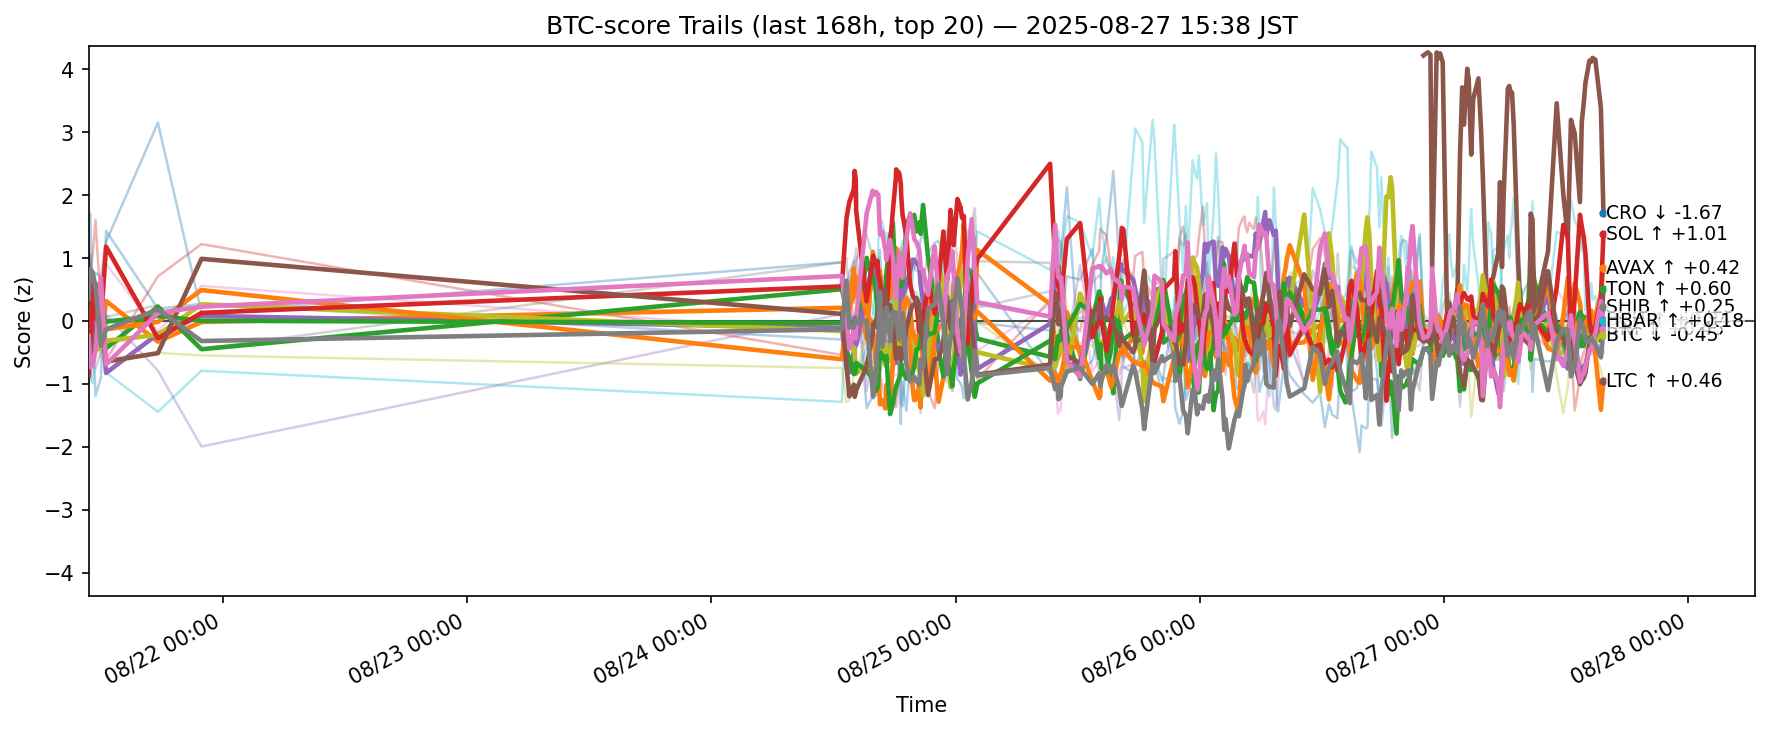 BTC-score Trails (last 168h, top 20) — 2025-08-27 15:38 JST
Score (z)
4
3
2
1
0
−1
−2
−3
−4
CRO ↓ -1.67
SOL ↑ +1.01
AVAX ↑ +0.42
TON ↑ +0.60
SHIB ↑ +0.25
HBAR ↑ +0.18
BTC ↓ -0.45
LTC ↑ +0.46
08/22 00:00
08/23 00:00
08/24 00:00
08/25 00:00
08/26 00:00
08/27 00:00
08/28 00:00
Time